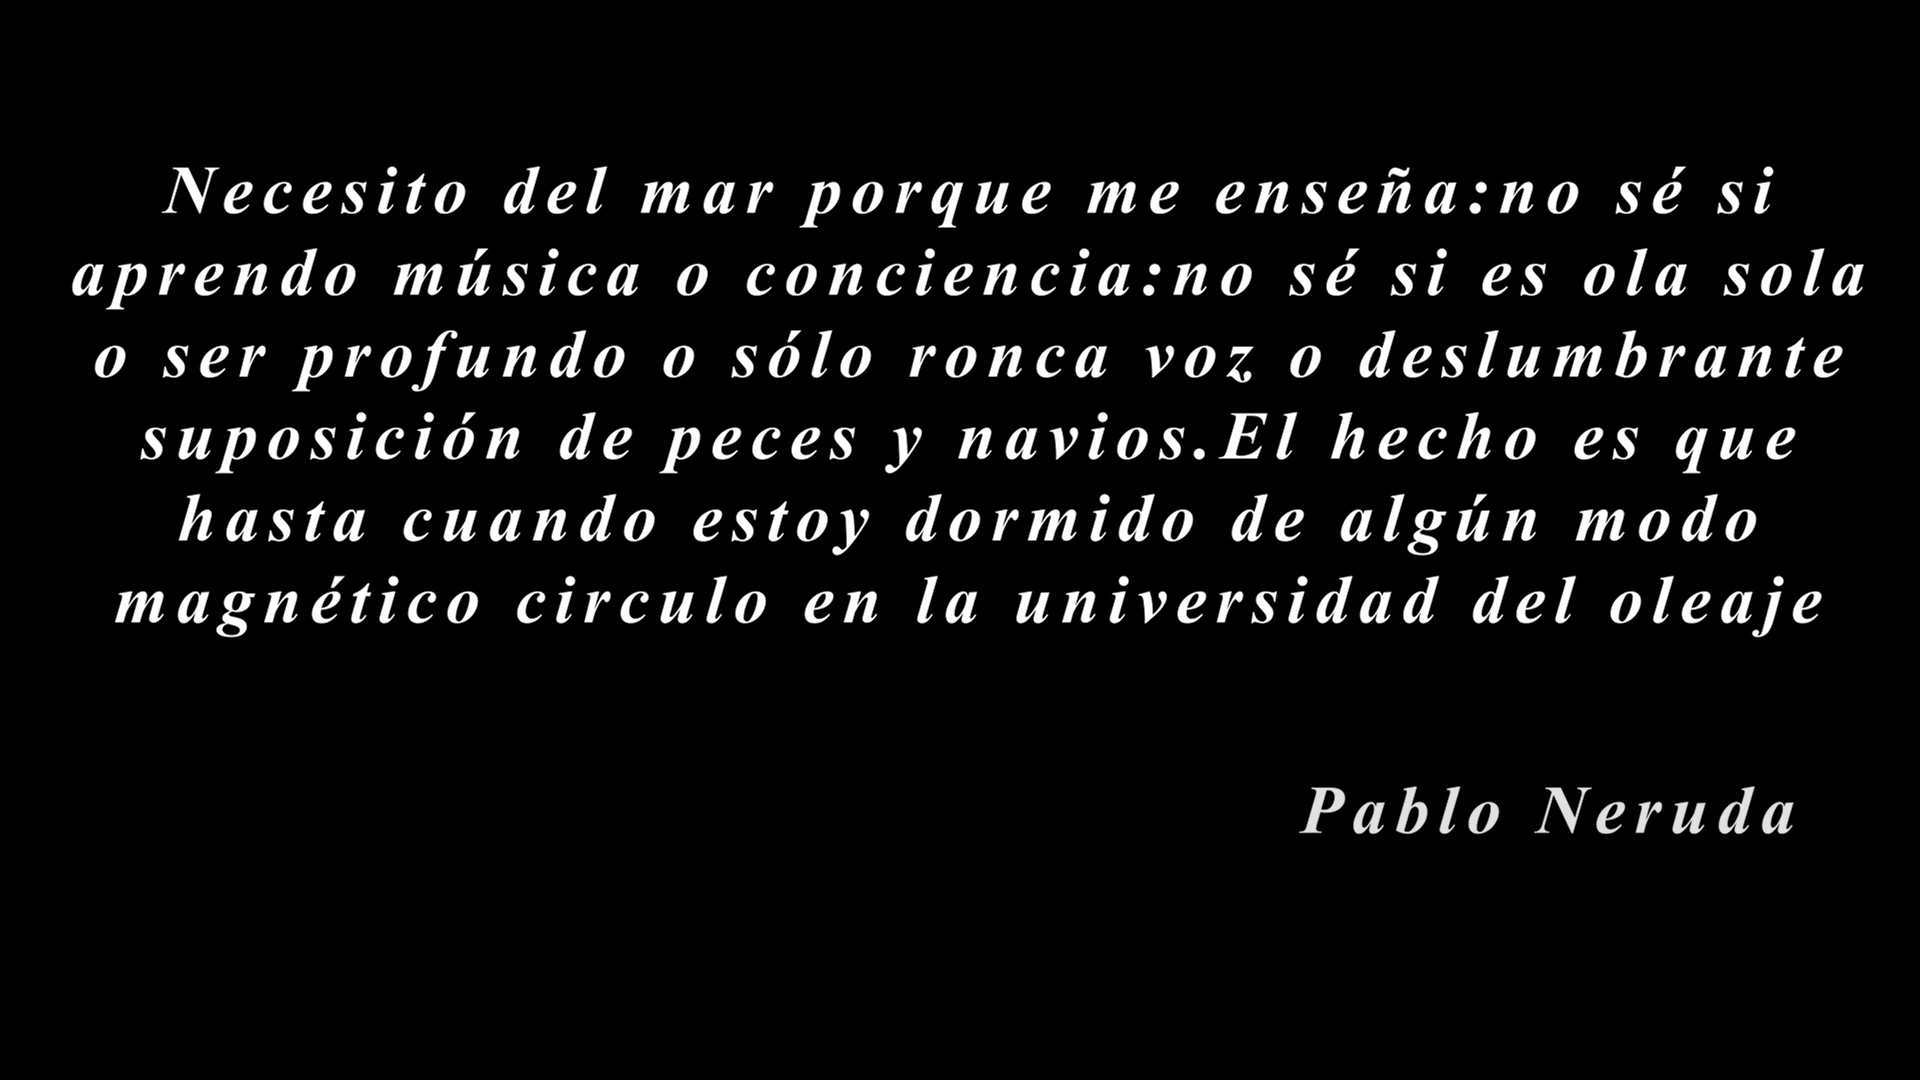 Necesito del mar porque me enseña:no sé si
aprendo música o conciencia:no sé si es ola sola
o ser profundo o sólo ronca voz o deslumbrante
suposición de peces y navios.El hecho es que
hasta cuando estoy dormido de algún modo
magnético circulo en la universidad del oleaje
Pablo Neruda